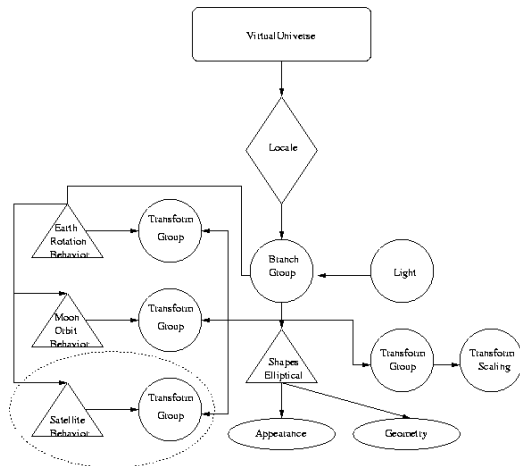 Virtual Universe
Locale
Earth
Rotation
Behavior
Transform
Group
Branch
Group
Light
Moon
Orbit Behavior
Transform
Group
Shapes
Elliptical
Transform
Group
Transform
Scaling
Satellite Behavior
Transform
Group
Appearance
Geometry